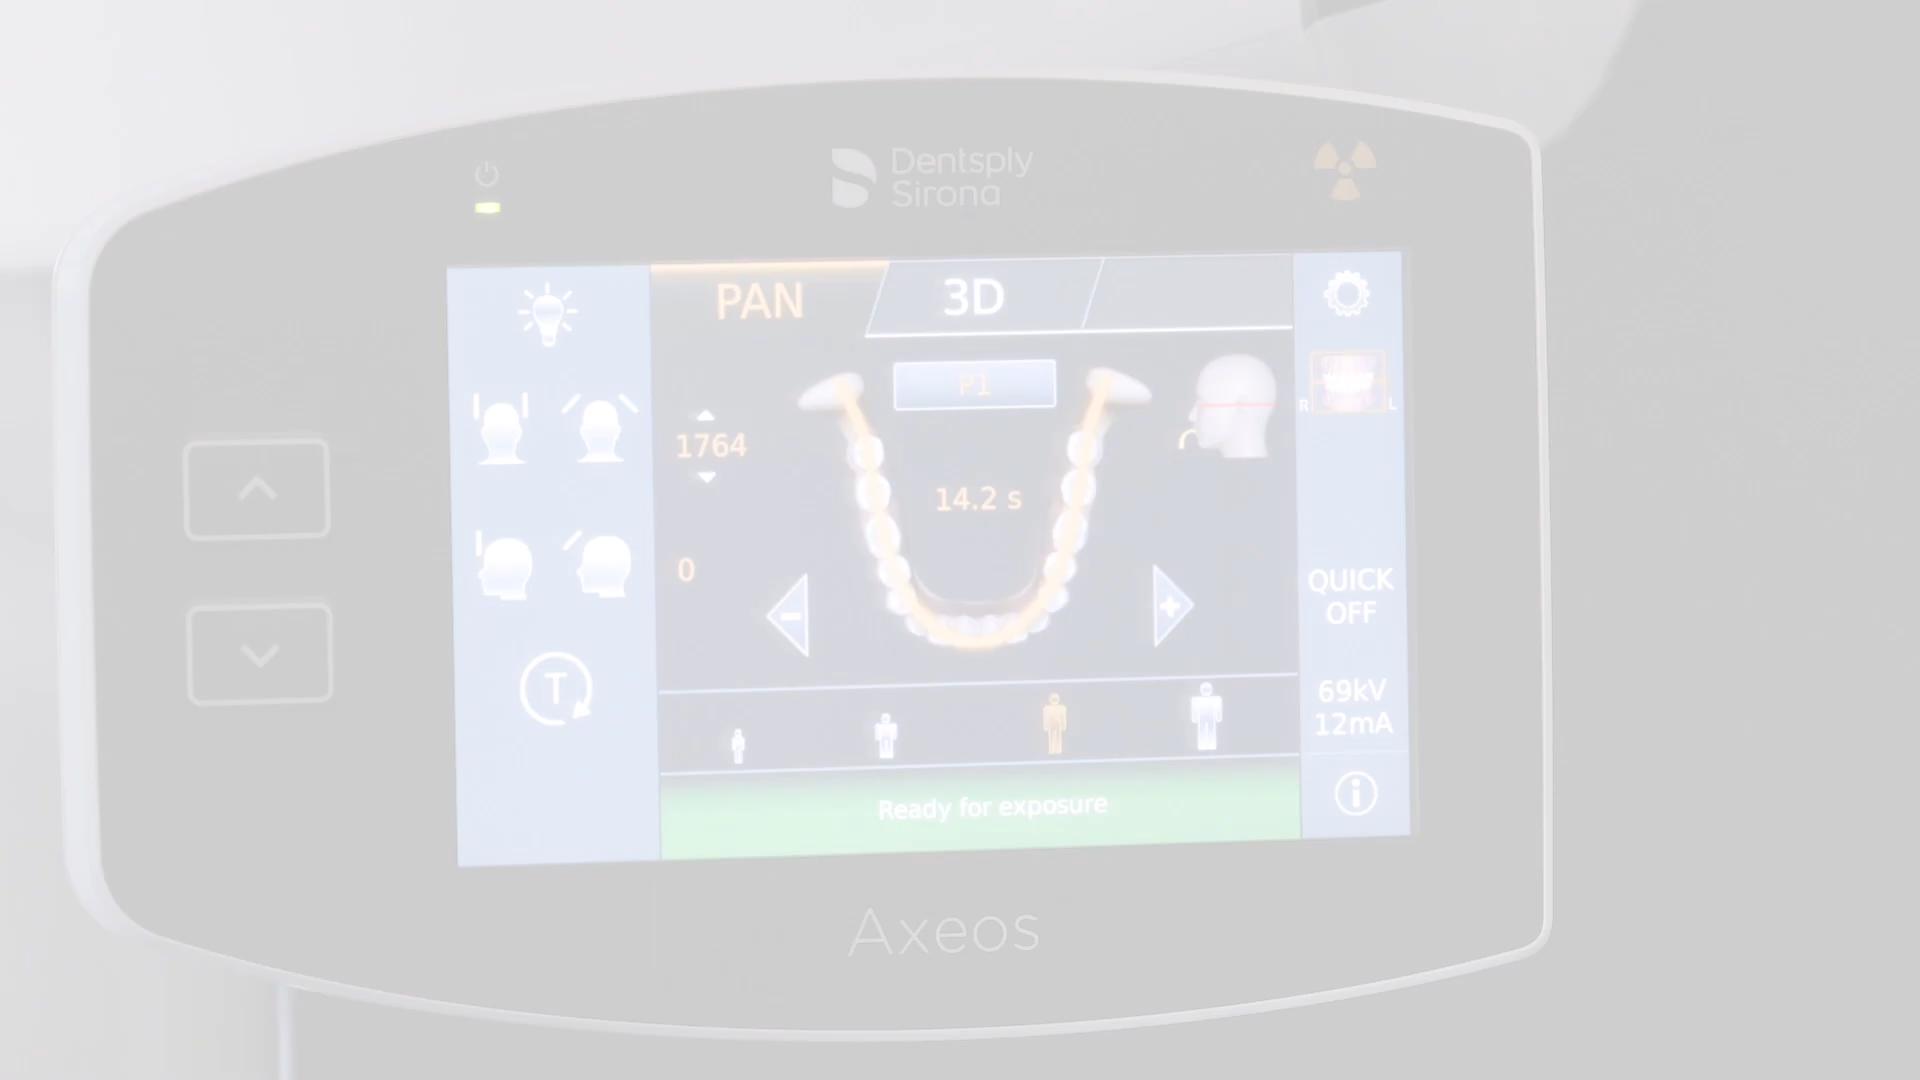 Dentsply
Sirona
PAN
3D
P1
1764
14.2 s
0
R
L
T
QUICK
OFF
69kV
12mA
Ready for exposure
Axeos